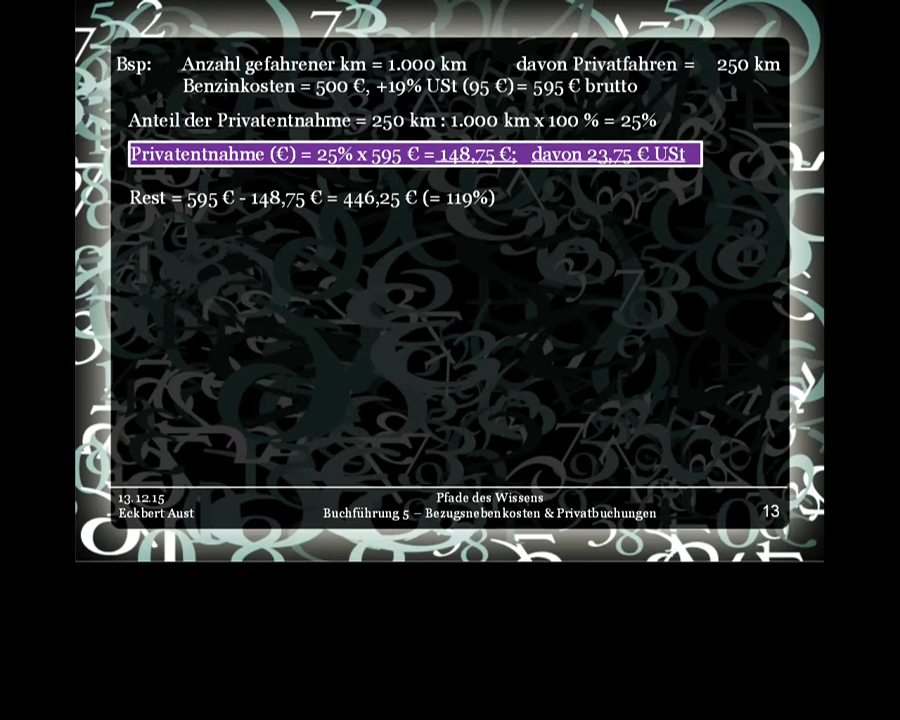 Bsp: Anzahl gefahrener km = 1.000 km davon Privatfahren = 250 km
Benzinkosten = 500 €, +19% USt (95 €)= 595 € brutto
Anteil der Privatentnahme = 250 km : 1.000 km x 100 % = 25%
Privatentnahme (€) = 25% x 595 € = 148,75 €; davon 23,75 € USt
Rest = 595 € - 148,75 € = 446,25 € (= 119%)
13.12.15
Eckbert Aust
Pfade des Wissens
Buchführung 5 – Bezugsnebenkosten & Privatbuchungen
13